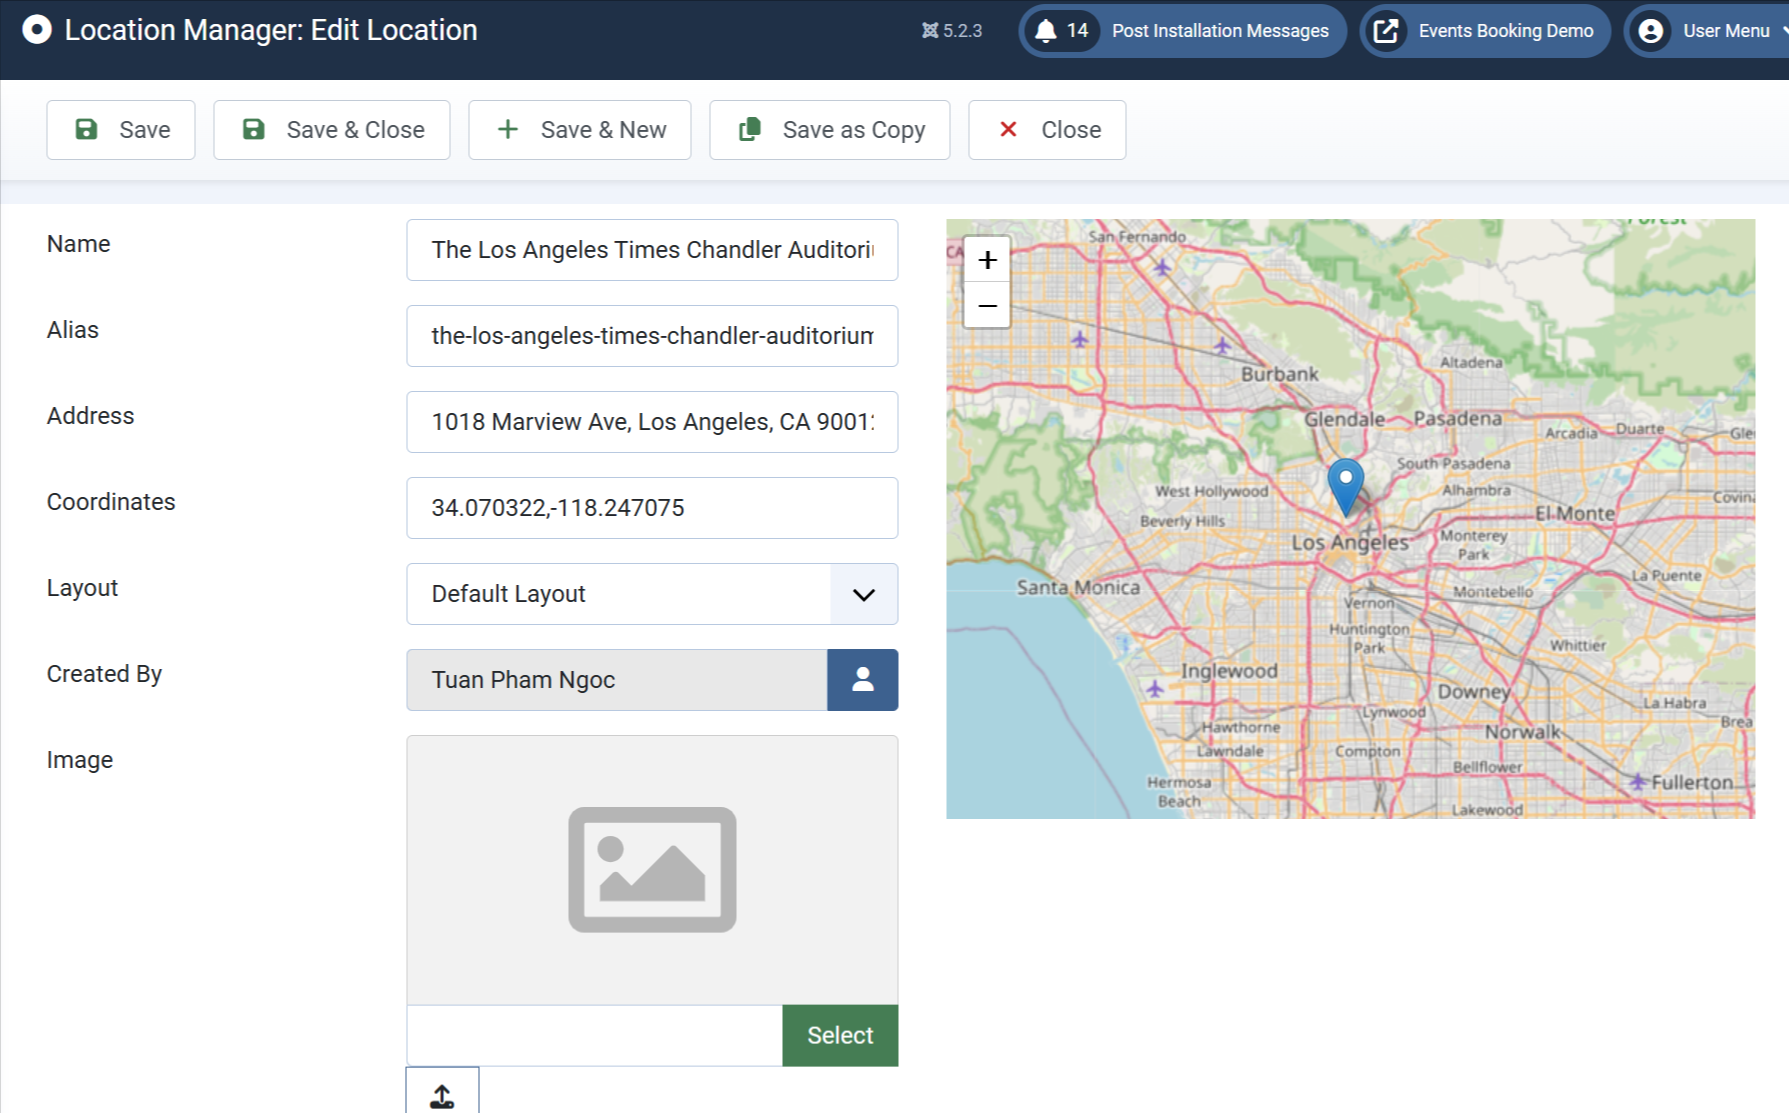 Location Manager: Edit Location
5.2.3
14 Post Installation Messages
Events Booking Demo
User Menu
Save
Save & Close
Save & New
Save as Copy
Close
Name
The Los Angeles Times Chandler Auditori
Alias
the-los-angeles-times-chandler-auditorium
Address
1018 Marview Ave, Los Angeles, CA 9001
Coordinates
34.070322,-118.247075
Layout
Default Layout
Created By
Tuan Pham Ngoc
Image
Select
+
−
Forest
San Fernando
CA
Altadena
Burbank
Glendale
Pasadena
Arcadia
Duarte
Gle
South Pasadena
West Hollywood
Alhambra
Covina
Beverly Hills
El Monte
Los Angeles
Monterey
Park
La Puente
Santa Monica
Montebello
Vernon
Huntington
Park
Whittier
Inglewood
Downey
La Habra
Lynwood
Brea
Hawthorne
Norwalk
Lawndale
Compton
Bellflower
Hermosa
Beach
Fullerton
Lakewood